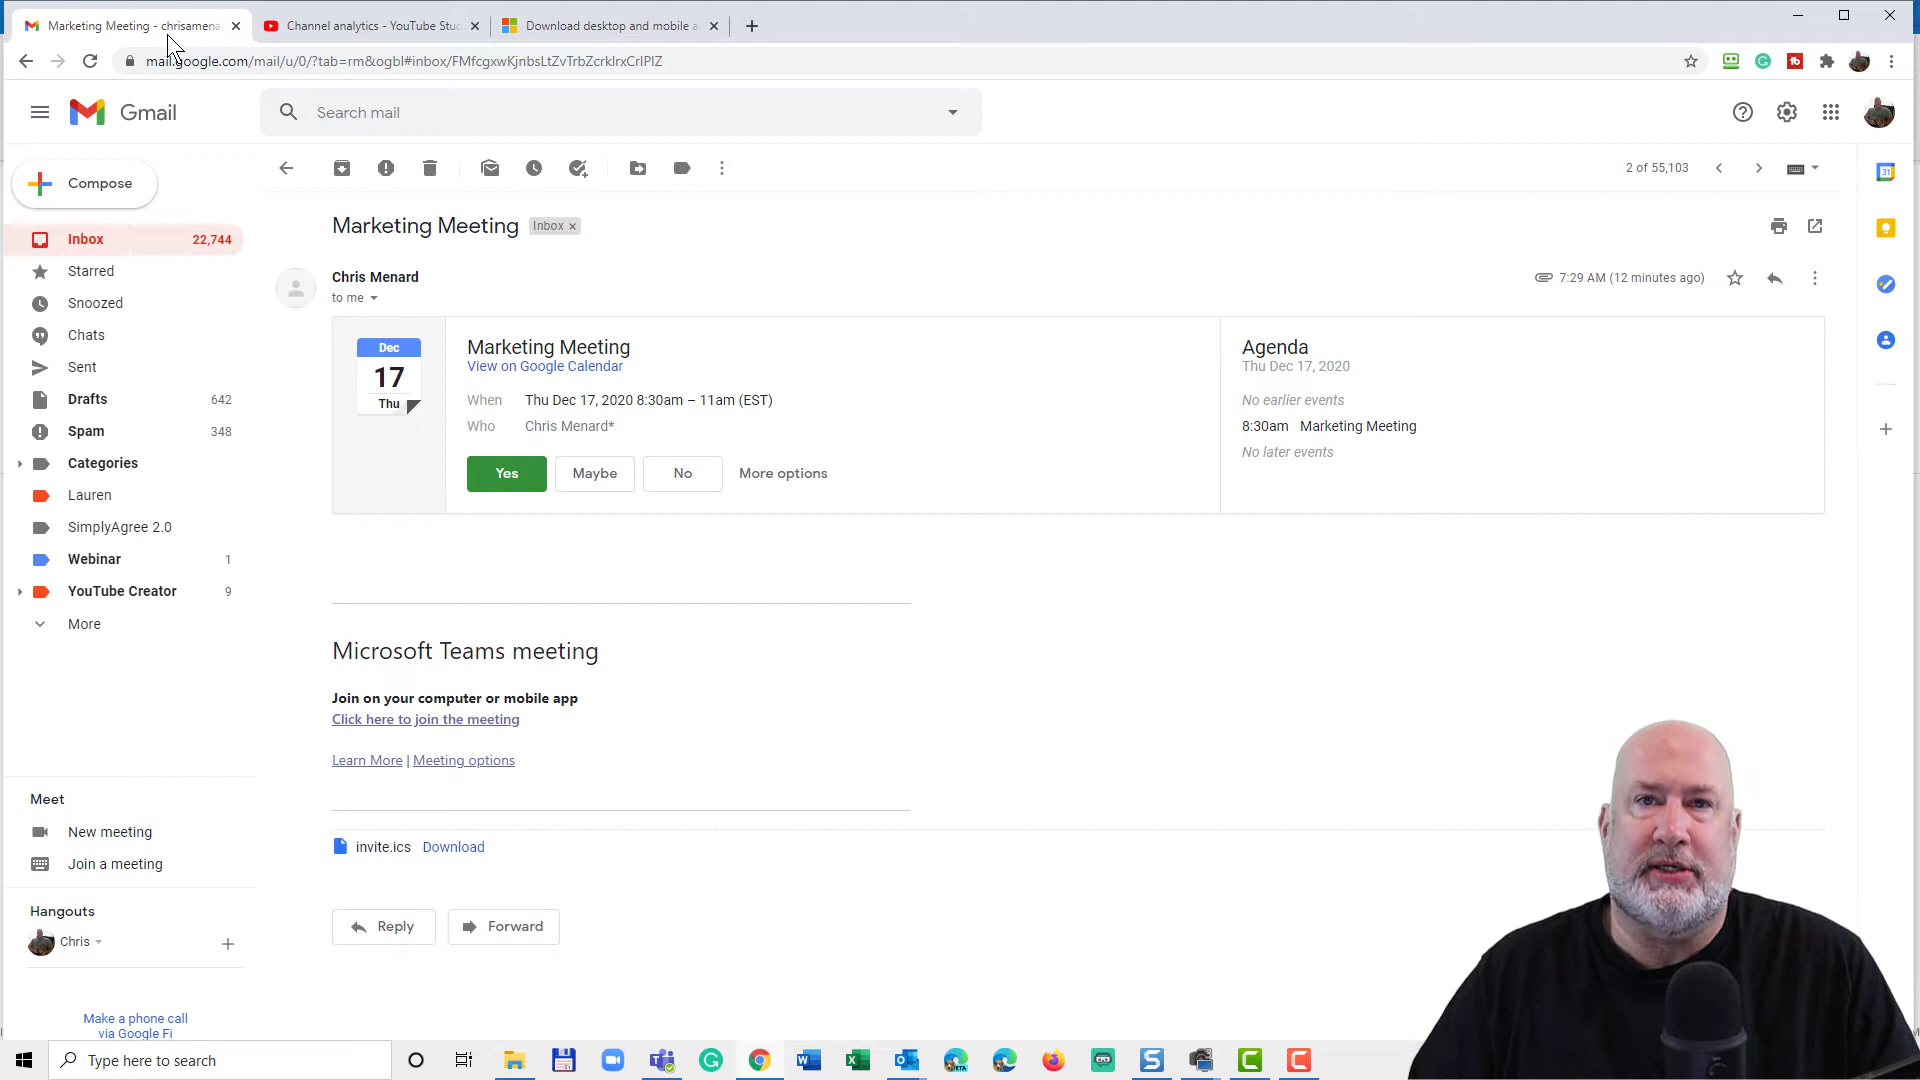 Marketing Meeting - chrisamena
Channel analytics - YouTube Stud
Download desktop and mobile a
mail.google.com/mail/u/0/?tab=rm&ogbl#inbox/FMfcgxwKjnbsLtZvTrbZcrklrxCrlPlZ
Gmail
Search mail
Compose
2 of 55,103
Marketing Meeting
Inbox x
Inbox 22,744
Starred
Snoozed
Chats
Sent
Drafts 642
Spam 348
Categories
Lauren
SimplyAgree 2.0
Webinar 1
YouTube Creator 9
More
Chris Menard
to me
7:29 AM (12 minutes ago)
Dec
17
Thu
Marketing Meeting
View on Google Calendar
When Thu Dec 17, 2020 8:30am – 11am (EST)
Who Chris Menard*
Yes
Maybe
No
More options
Agenda
Thu Dec 17, 2020
No earlier events
8:30am Marketing Meeting
No later events
Microsoft Teams meeting
Join on your computer or mobile app
Click here to join the meeting
Learn More | Meeting options
invite.ics Download
Reply
Forward
Meet
New meeting
Join a meeting
Hangouts
Chris
Make a phone call
via Google Fi
Type here to search